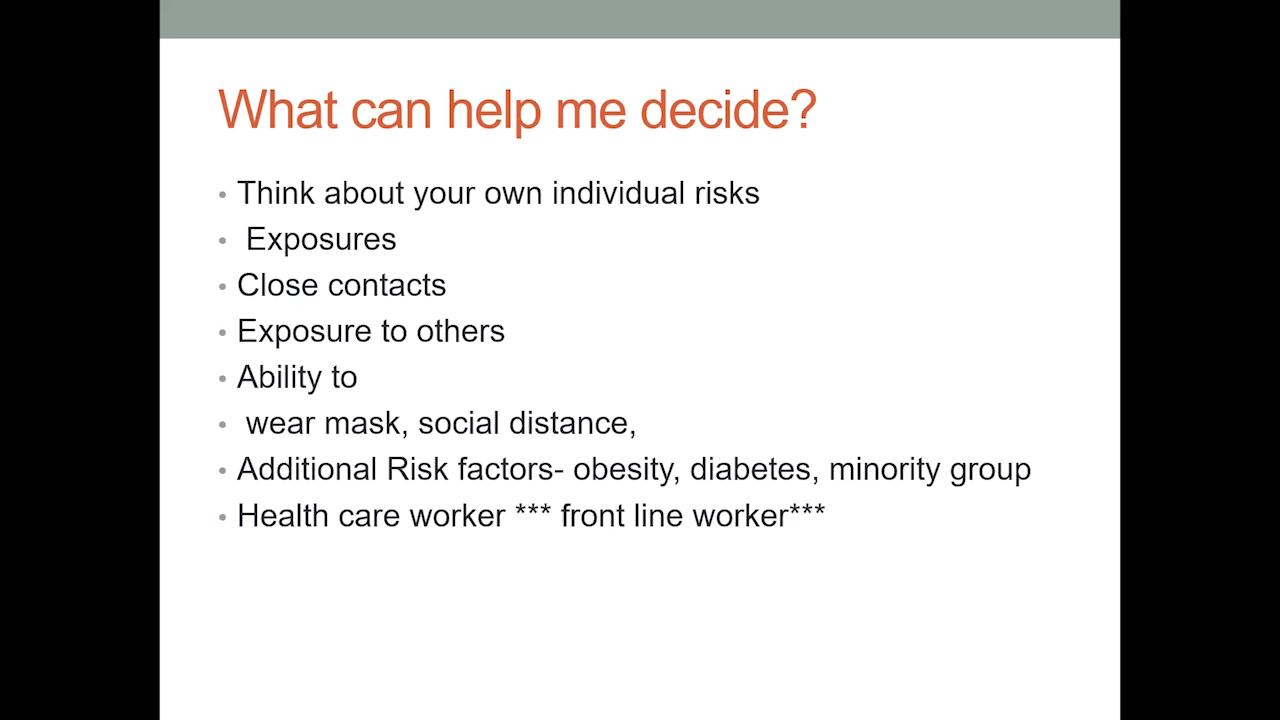 What can help me decide?
• Think about your own individual risks
• Exposures
• Close contacts
• Exposure to others
• Ability to
• wear mask, social distance,
• Additional Risk factors- obesity, diabetes, minority group
• Health care worker *** front line worker***